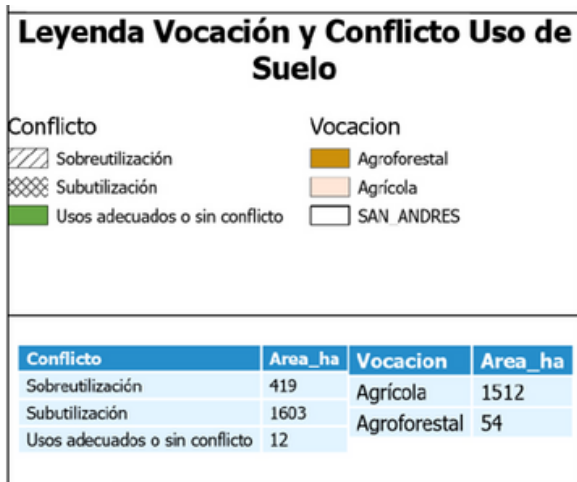 Leyenda Vocación y Conflicto Uso de
Suelo
Conflicto
Sobreutilización
Subutilización
Usos adecuados o sin conflicto
Vocacion
Agroforestal
Agrícola
SAN_ANDRES
Conflicto Area_ha
Sobreutilización 419
Subutilización 1603
Usos adecuados o sin conflicto 12
Vocacion Area_ha
Agrícola 1512
Agroforestal 54